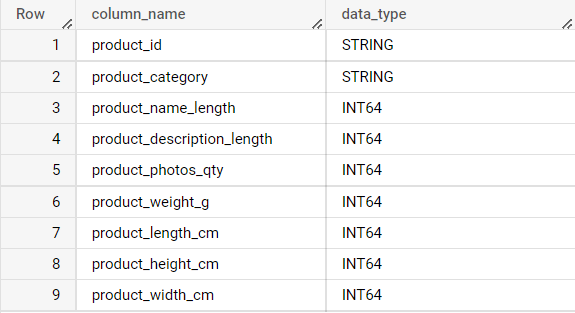 Row column_name data_type
1 product_id STRING
2 product_category STRING
3 product_name_length INT64
4 product_description_length INT64
5 product_photos_qty INT64
6 product_weight_g INT64
7 product_length_cm INT64
8 product_height_cm INT64
9 product_width_cm INT64